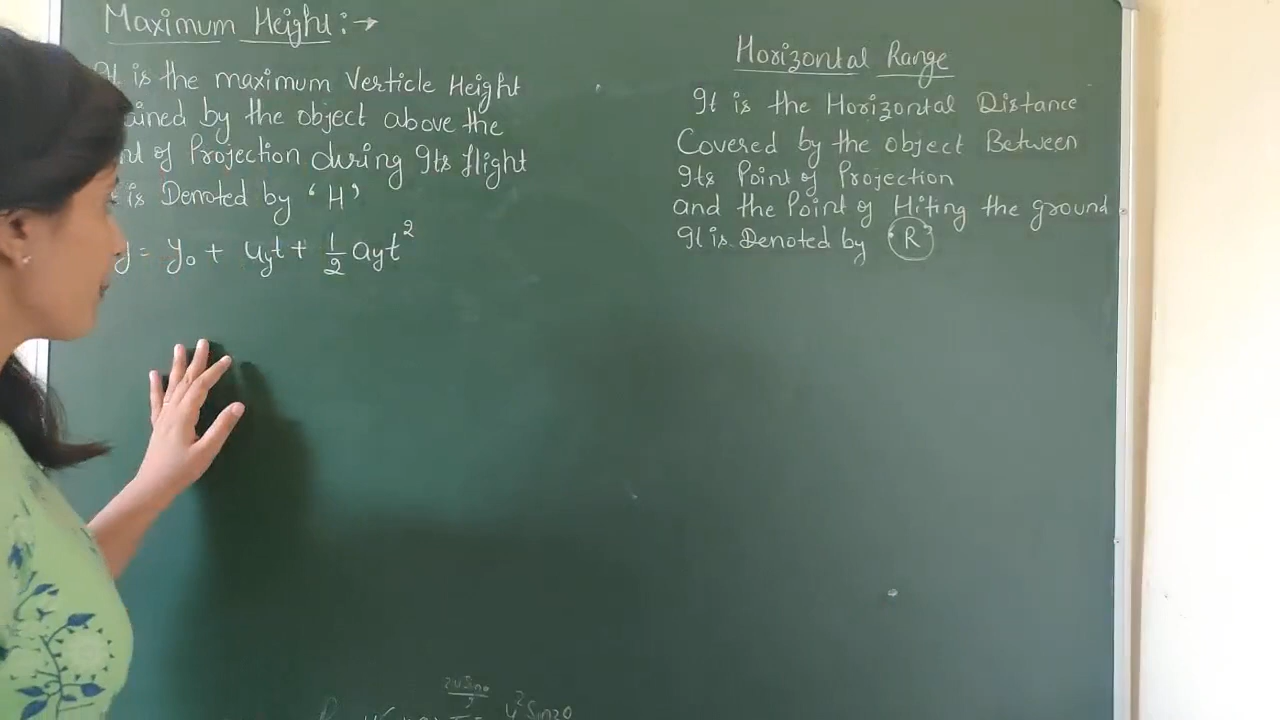 Maximum Height :→
It is the maximum Verticle Height
by the object above the
of Projection during Its flight
is Denoted by ‘H’
y = y₀ + uyt + 1/2 ayt²
Horizontal Range
It is the Horizontal Distance
Covered by the object Between
Its Point of Projection
and the Point of Hiting the ground
It is Denoted by ‘R’
u²Sin2θ